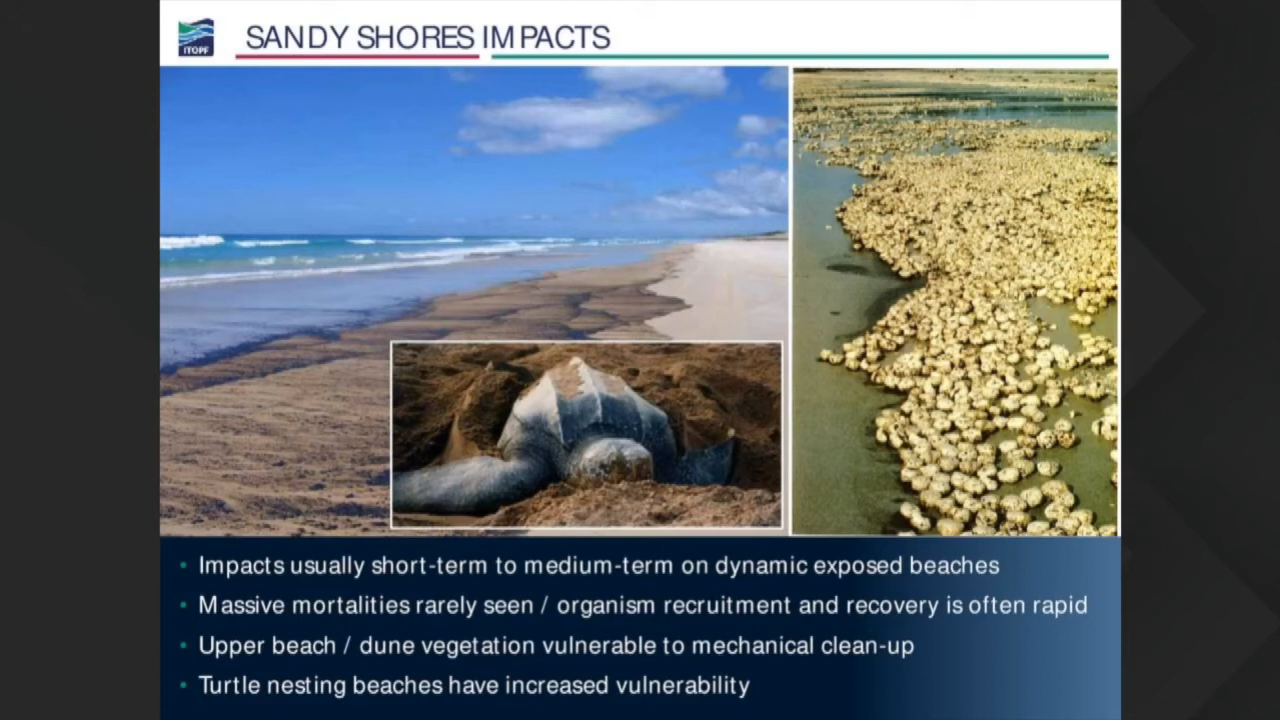 ITOPF
SANDY SHORES IMPACTS
• Impacts usually short-term to medium-term on dynamic exposed beaches
• Massive mortalities rarely seen / organism recruitment and recovery is often rapid
• Upper beach / dune vegetation vulnerable to mechanical clean-up
• Turtle nesting beaches have increased vulnerability